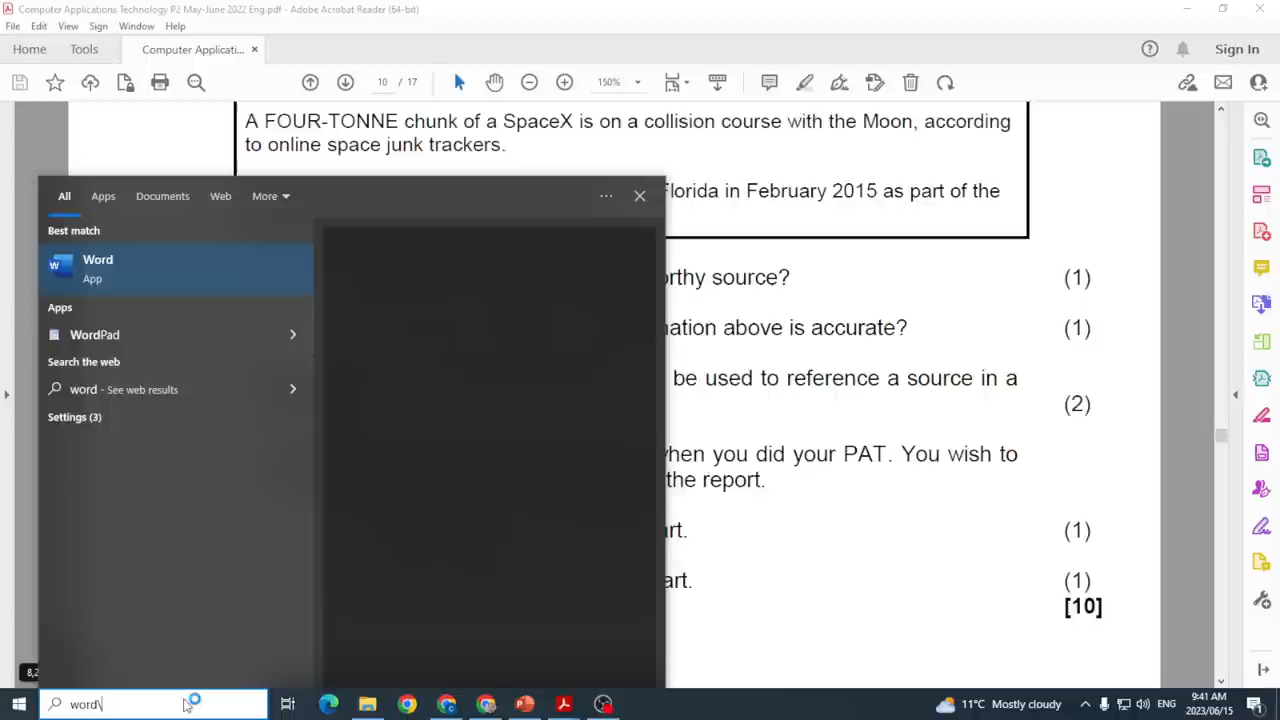 Computer Applications Technology P2 May-June 2022 Eng.pdf - Adobe Acrobat Reader (64-bit)
File Edit View Sign Window Help
Home Tools Computer Applicati... × Sign In
10 / 17 150%
A FOUR-TONNE chunk of a SpaceX is on a collision course with the Moon, according
to online space junk trackers.
Florida in February 2015 as part of the
All Apps Documents Web More
Best match
Word
App
Apps
WordPad
Search the web
word - See web results
Settings (3)
orthy source? (1)
nation above is accurate? (1)
be used to reference a source in a
(2)
when you did your PAT. You wish to
the report.
art. (1)
art. (1)
[10]
8,2
word\
11°C Mostly cloudy ENG 9:41 AM
2023/06/15